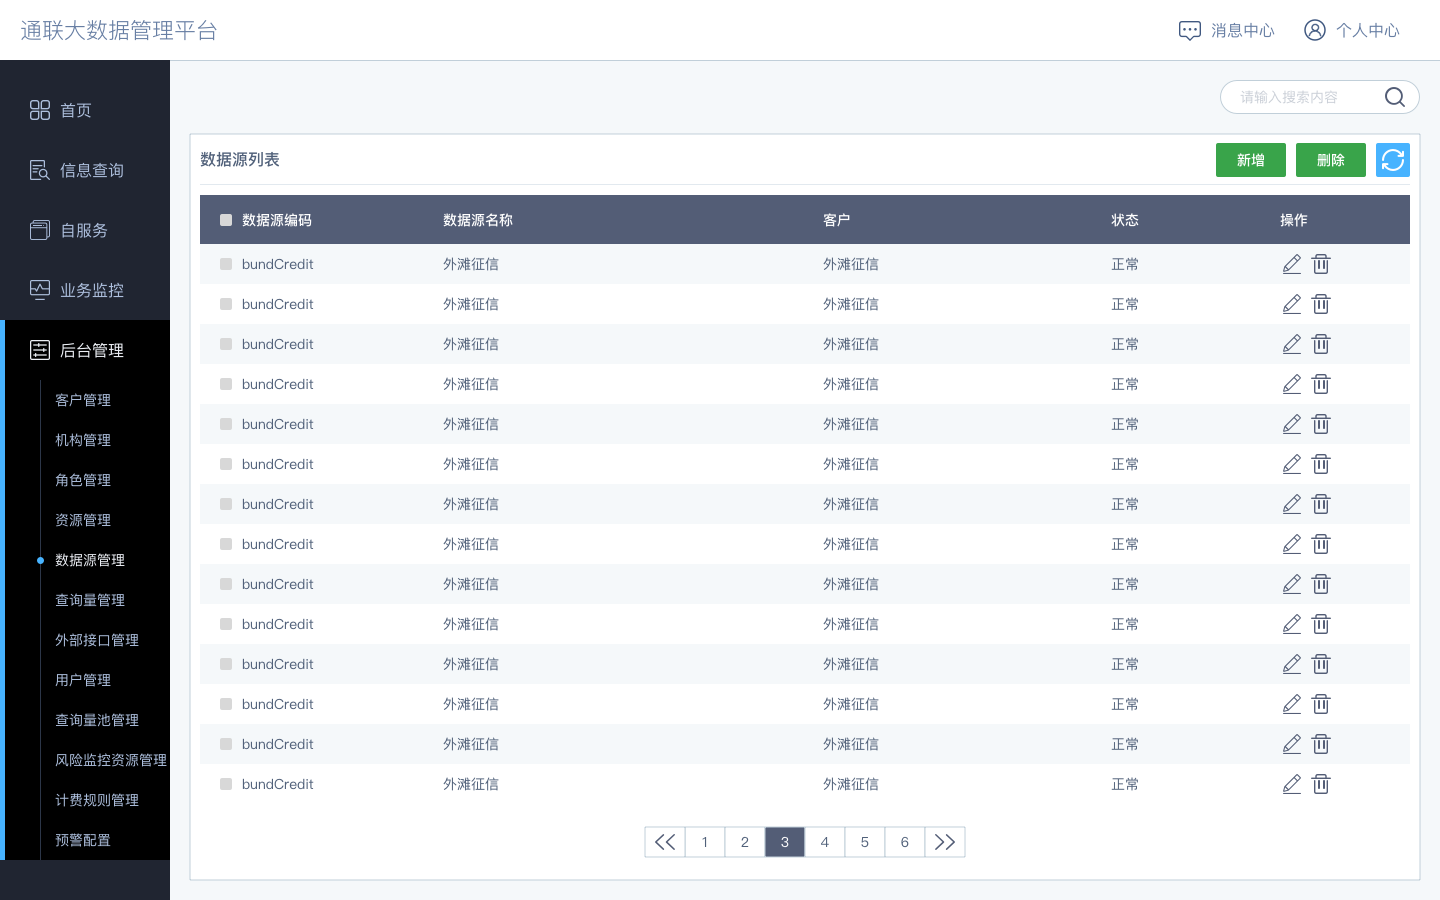 通联大数据管理平台
消息中心 个人中心
请输入搜索内容
首页
信息查询
自服务
业务监控
后台管理
客户管理
机构管理
角色管理
资源管理
数据源管理
查询量管理
外部接口管理
用户管理
查询量池管理
风险监控资源管理
计费规则管理
预警配置
数据源列表 新增 删除
数据源编码 数据源名称 客户 状态 操作
bundCredit 外滩征信 外滩征信 正常
bundCredit 外滩征信 外滩征信 正常
bundCredit 外滩征信 外滩征信 正常
bundCredit 外滩征信 外滩征信 正常
bundCredit 外滩征信 外滩征信 正常
bundCredit 外滩征信 外滩征信 正常
bundCredit 外滩征信 外滩征信 正常
bundCredit 外滩征信 外滩征信 正常
bundCredit 外滩征信 外滩征信 正常
bundCredit 外滩征信 外滩征信 正常
bundCredit 外滩征信 外滩征信 正常
bundCredit 外滩征信 外滩征信 正常
bundCredit 外滩征信 外滩征信 正常
bundCredit 外滩征信 外滩征信 正常
1 2 3 4 5 6